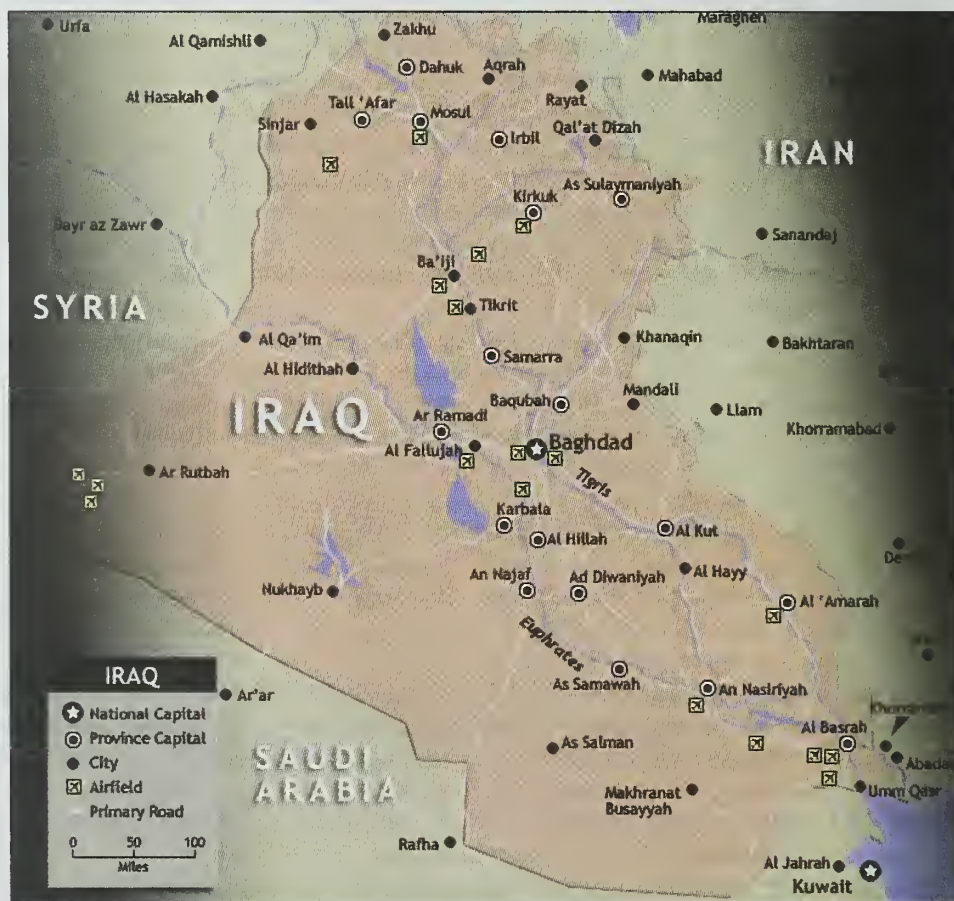 Urfa
Al Qamishli
Zakhu
Maragheh
Dahuk
Aqrah
Mahabad
Al Hasakah
Rayat
Tall 'Afar
Mosul
Sinjar
Irbil
Qal'at Dizah
IRAN
As Sulaymaniyah
Kirkuk
Dayr az Zawr
Sanandaj
Ba'iji
SYRIA
Tikrit
Al Qa'im
Khanaqin
Bakhtaran
Samarra
Al Hidithah
Mandali
Baqubah
Llam
IRAQ
Ar Ramadi
Khorramabad
Al Fallujah
Baghdad
Ar Rutbah
Tigris
Karbala
Al Kut
Al Hillah
De
An Najaf
Ad Diwaniyah
Al Hayy
Nukhayb
Al 'Amarah
Euphrates
As Samawah
An Nasiriyah
Ar'ar
Al Basrah
As Salman
Abada
SAUDI
ARABIA
Makhranat
Busayyah
Umm Qasr
Rafha
Al Jahrah
Kuwait
IRAQ
National Capital
Province Capital
City
Airfield
Primary Road
0 50 100
Miles